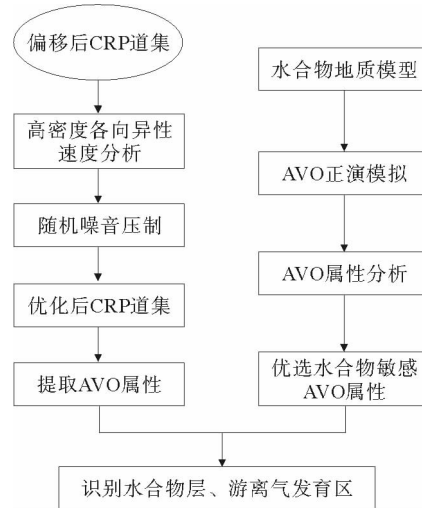 偏移后CRP道集
高密度各向异性
速度分析
随机噪音压制
优化后CRP道集
提取AVO属性
水合物地质模型
AVO正演模拟
AVO属性分析
优选水合物敏感
AVO属性
识别水合物层、游离气发育区